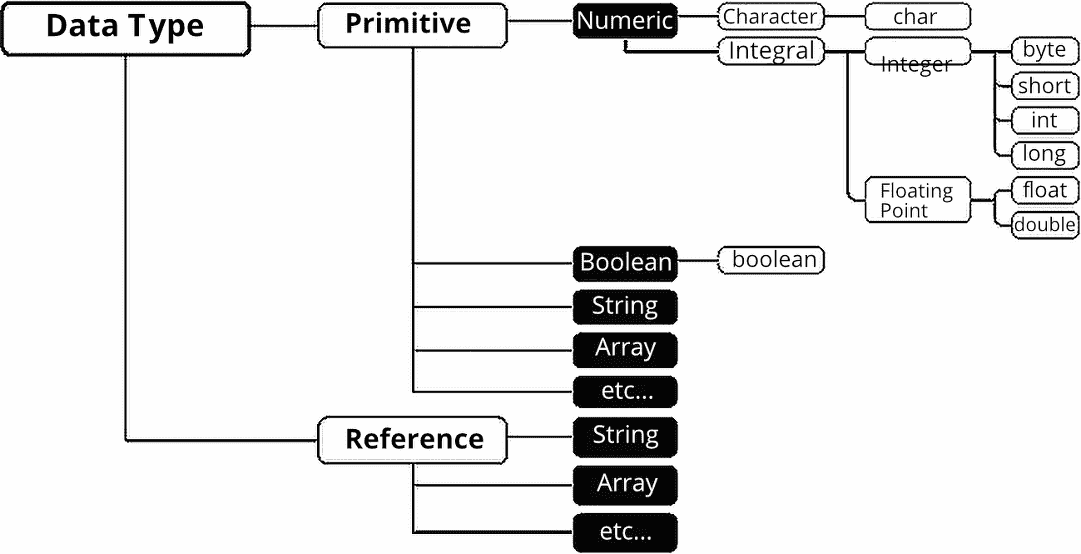 Data Type
Primitive
Numeric
Character
char
Integral
Integer
byte
short
int
long
Floating
Point
float
double
Boolean
boolean
String
Array
etc...
Reference
String
Array
etc...